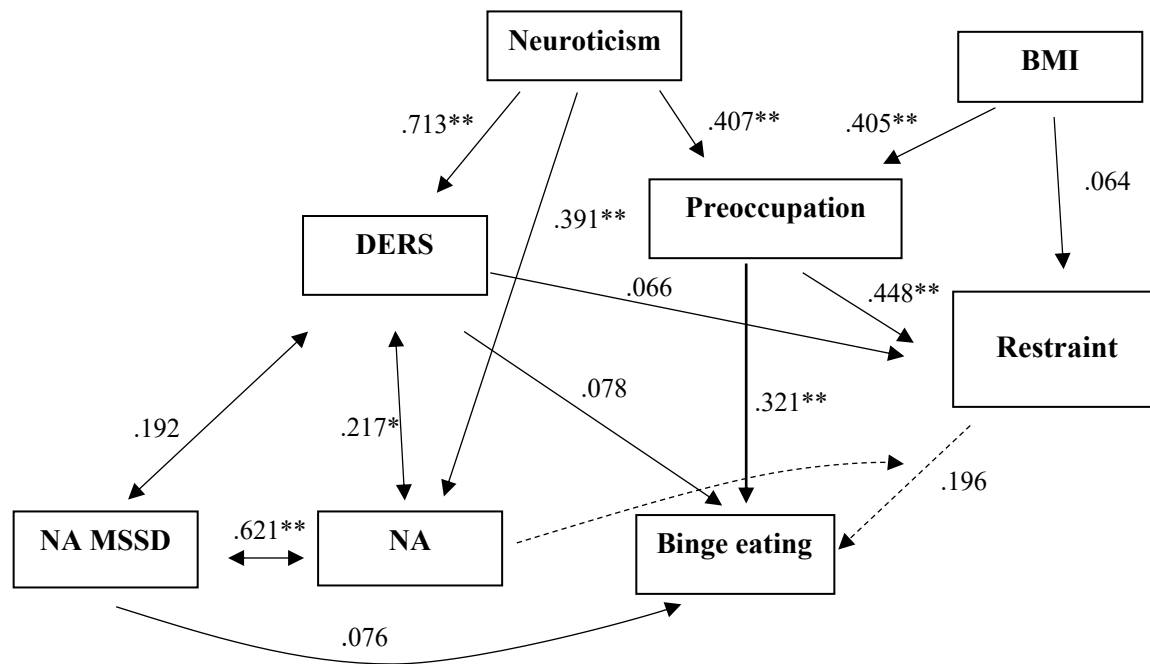 Neuroticism
BMI
.713**
.407**
.405**
.064
Preoccupation
DERS
.391**
.066
.448**
Restraint
.078
.321**
.192
.217*
.196
NA MSSD
.621**
NA
Binge eating
.076